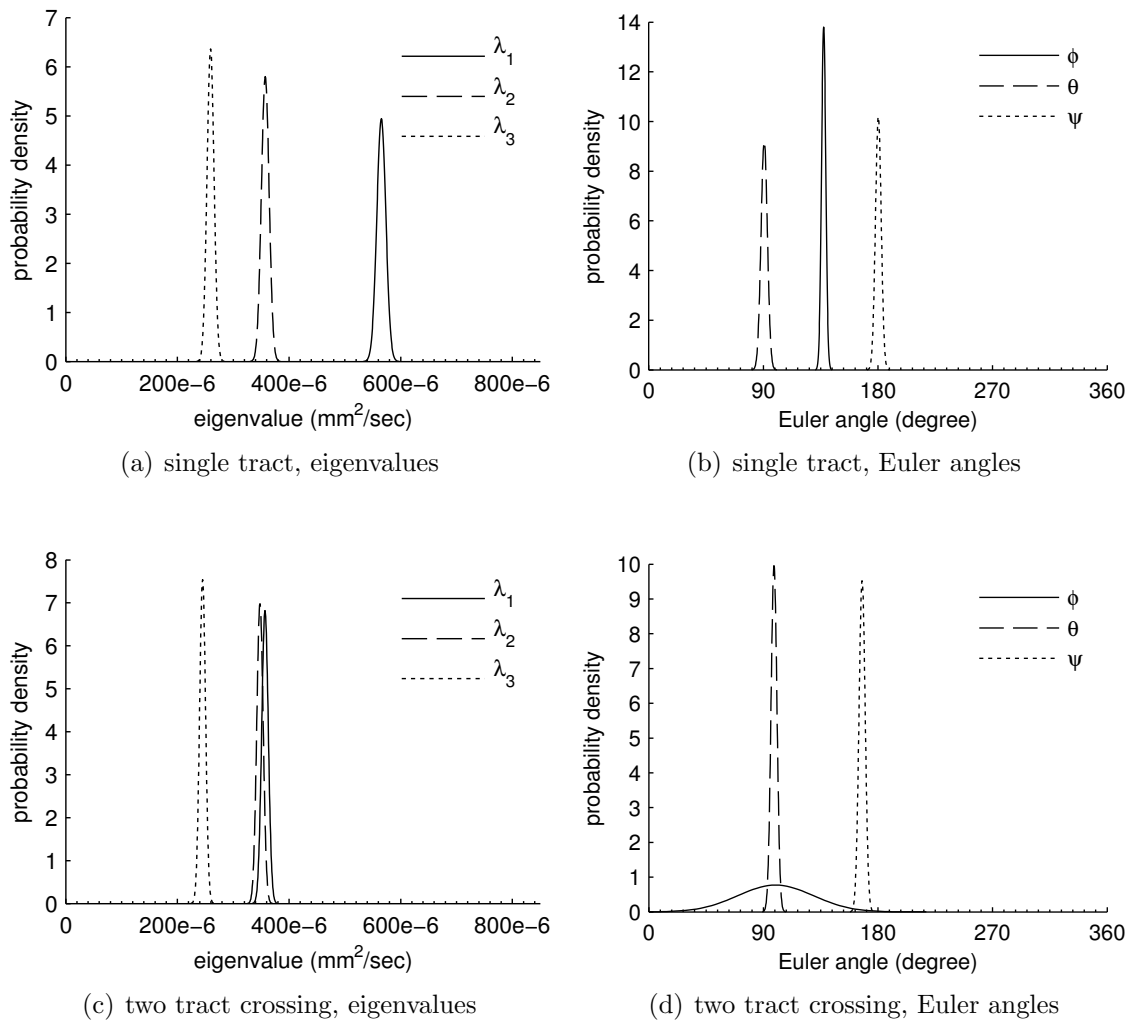 7
6
5
4
3
2
1
0
probability density
λ1
λ2
λ3
0 200e−6 400e−6 600e−6 800e−6
eigenvalue (mm2/sec)
(a) single tract, eigenvalues
14
12
10
8
6
4
2
0
probability density
ϕ
θ
ψ
0 90 180 270 360
Euler angle (degree)
(b) single tract, Euler angles
8
7
6
5
4
3
2
1
0
probability density
λ1
λ2
λ3
0 200e−6 400e−6 600e−6 800e−6
eigenvalue (mm2/sec)
(c) two tract crossing, eigenvalues
10
9
8
7
6
5
4
3
2
1
0
probability density
ϕ
θ
ψ
0 90 180 270 360
Euler angle (degree)
(d) two tract crossing, Euler angles